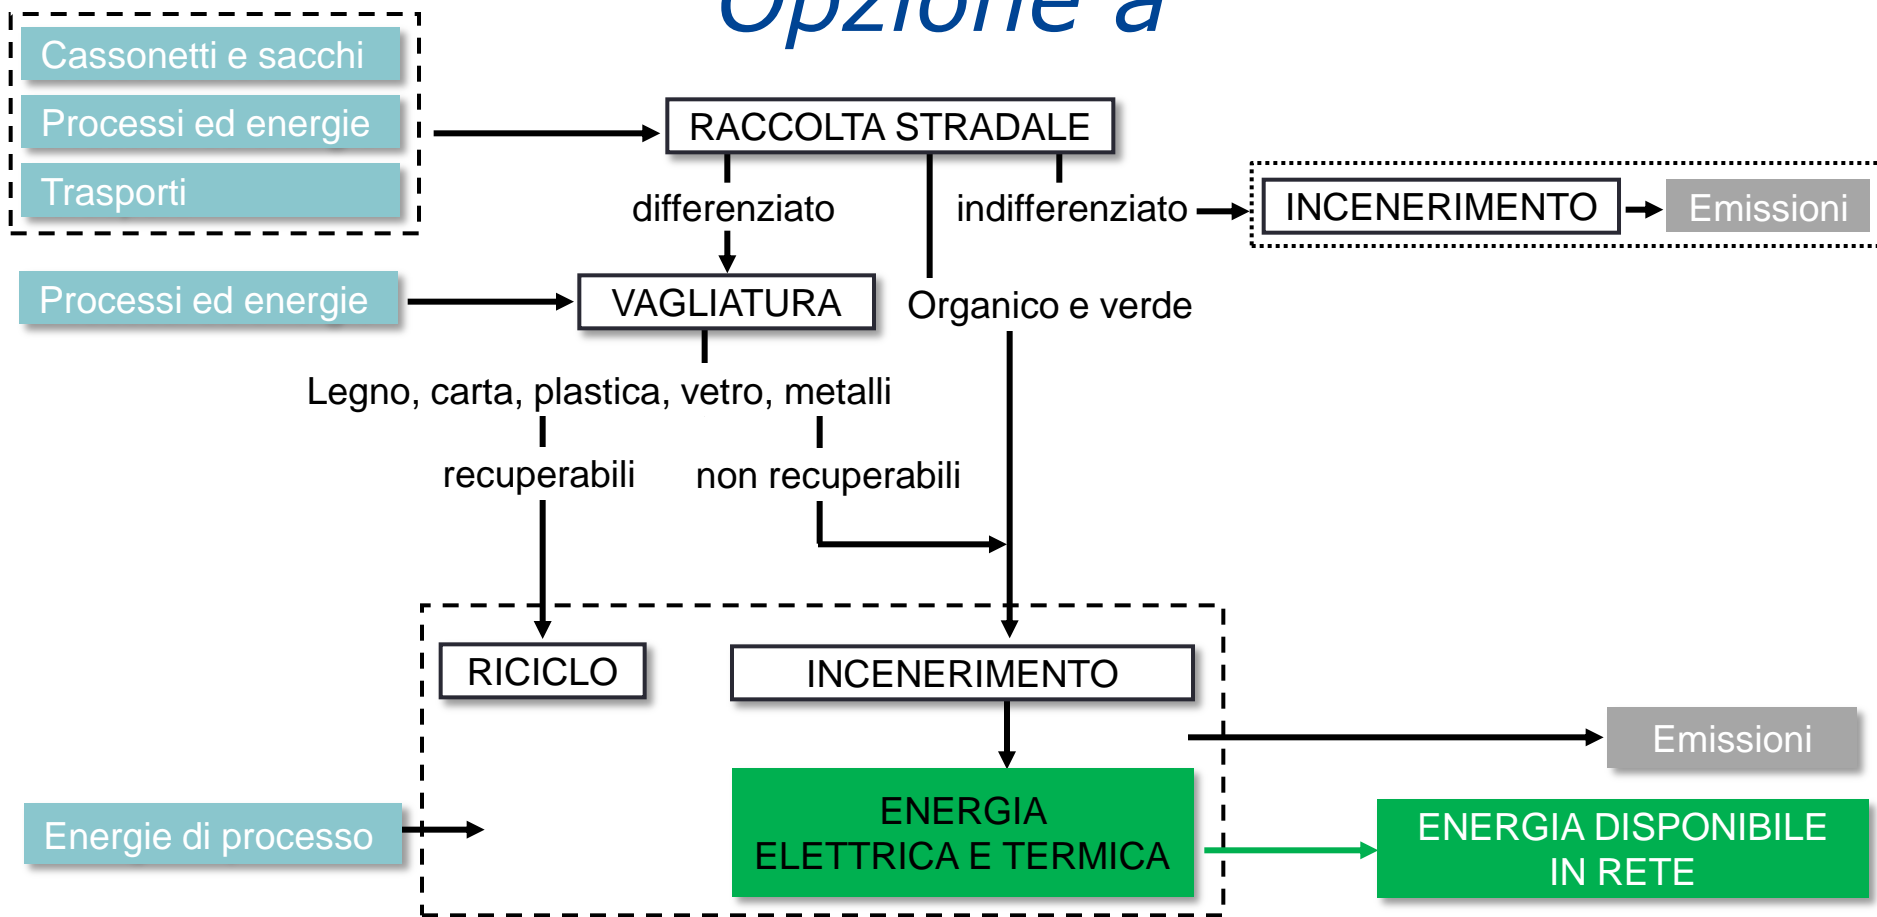 Opzione a
Cassonetti e sacchi
Processi ed energie
Trasporti
RACCOLTA STRADALE
differenziato
indifferenziato
INCENERIMENTO
Emissioni
Processi ed energie
VAGLIATURA
Organico e verde
Legno, carta, plastica, vetro, metalli
recuperabili
non recuperabili
RICICLO
INCENERIMENTO
Emissioni
Energie di processo
ENERGIA
ELETTRICA E TERMICA
ENERGIA DISPONIBILE
IN RETE